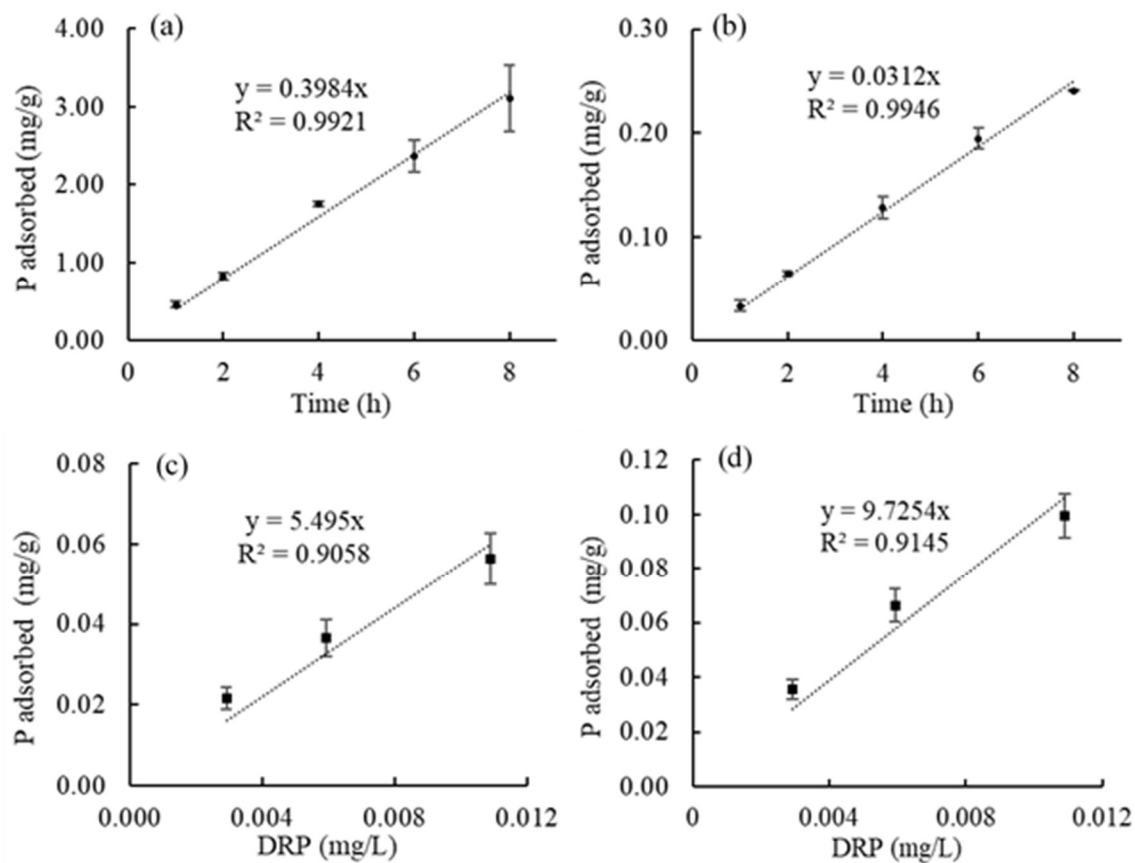 (a)
y = 0.3984x
R² = 0.9921
P adsorbed (mg/g)
4.00
3.00
2.00
1.00
0.00
0 2 4 6 8
Time (h)
(b)
y = 0.0312x
R² = 0.9946
P adsorbed (mg/g)
0.30
0.20
0.10
0.00
0 2 4 6 8
Time (h)
(c)
y = 5.495x
R² = 0.9058
P adsorbed (mg/g)
0.08
0.06
0.04
0.02
0.00
0.000 0.004 0.008 0.012
DRP (mg/L)
(d)
y = 9.7254x
R² = 0.9145
P adsorbed (mg/g)
0.12
0.10
0.08
0.06
0.04
0.02
0.00
0 0.004 0.008 0.012
DRP (mg/L)